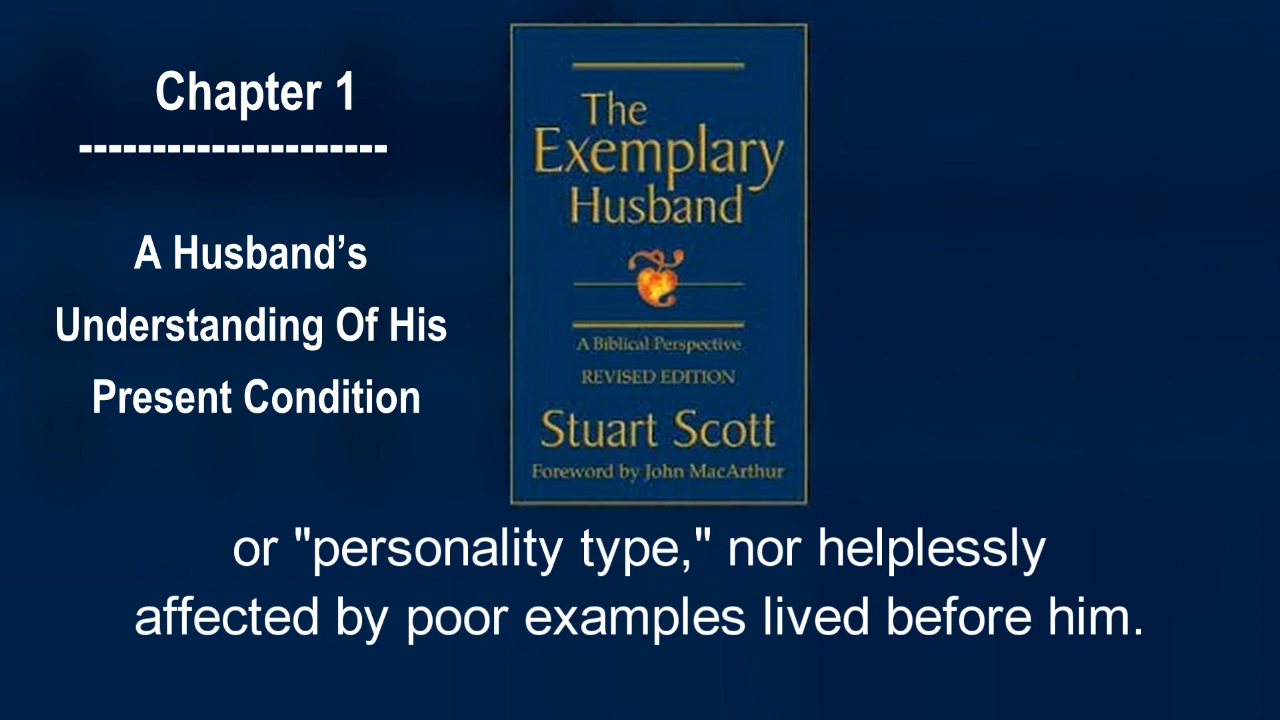 Chapter 1
---------------------
A Husband’s
Understanding Of His
Present Condition
The
Exemplary
Husband
A Biblical Perspective
REVISED EDITION
Stuart Scott
Foreword by John MacArthur
or "personality type," nor helplessly
affected by poor examples lived before him.